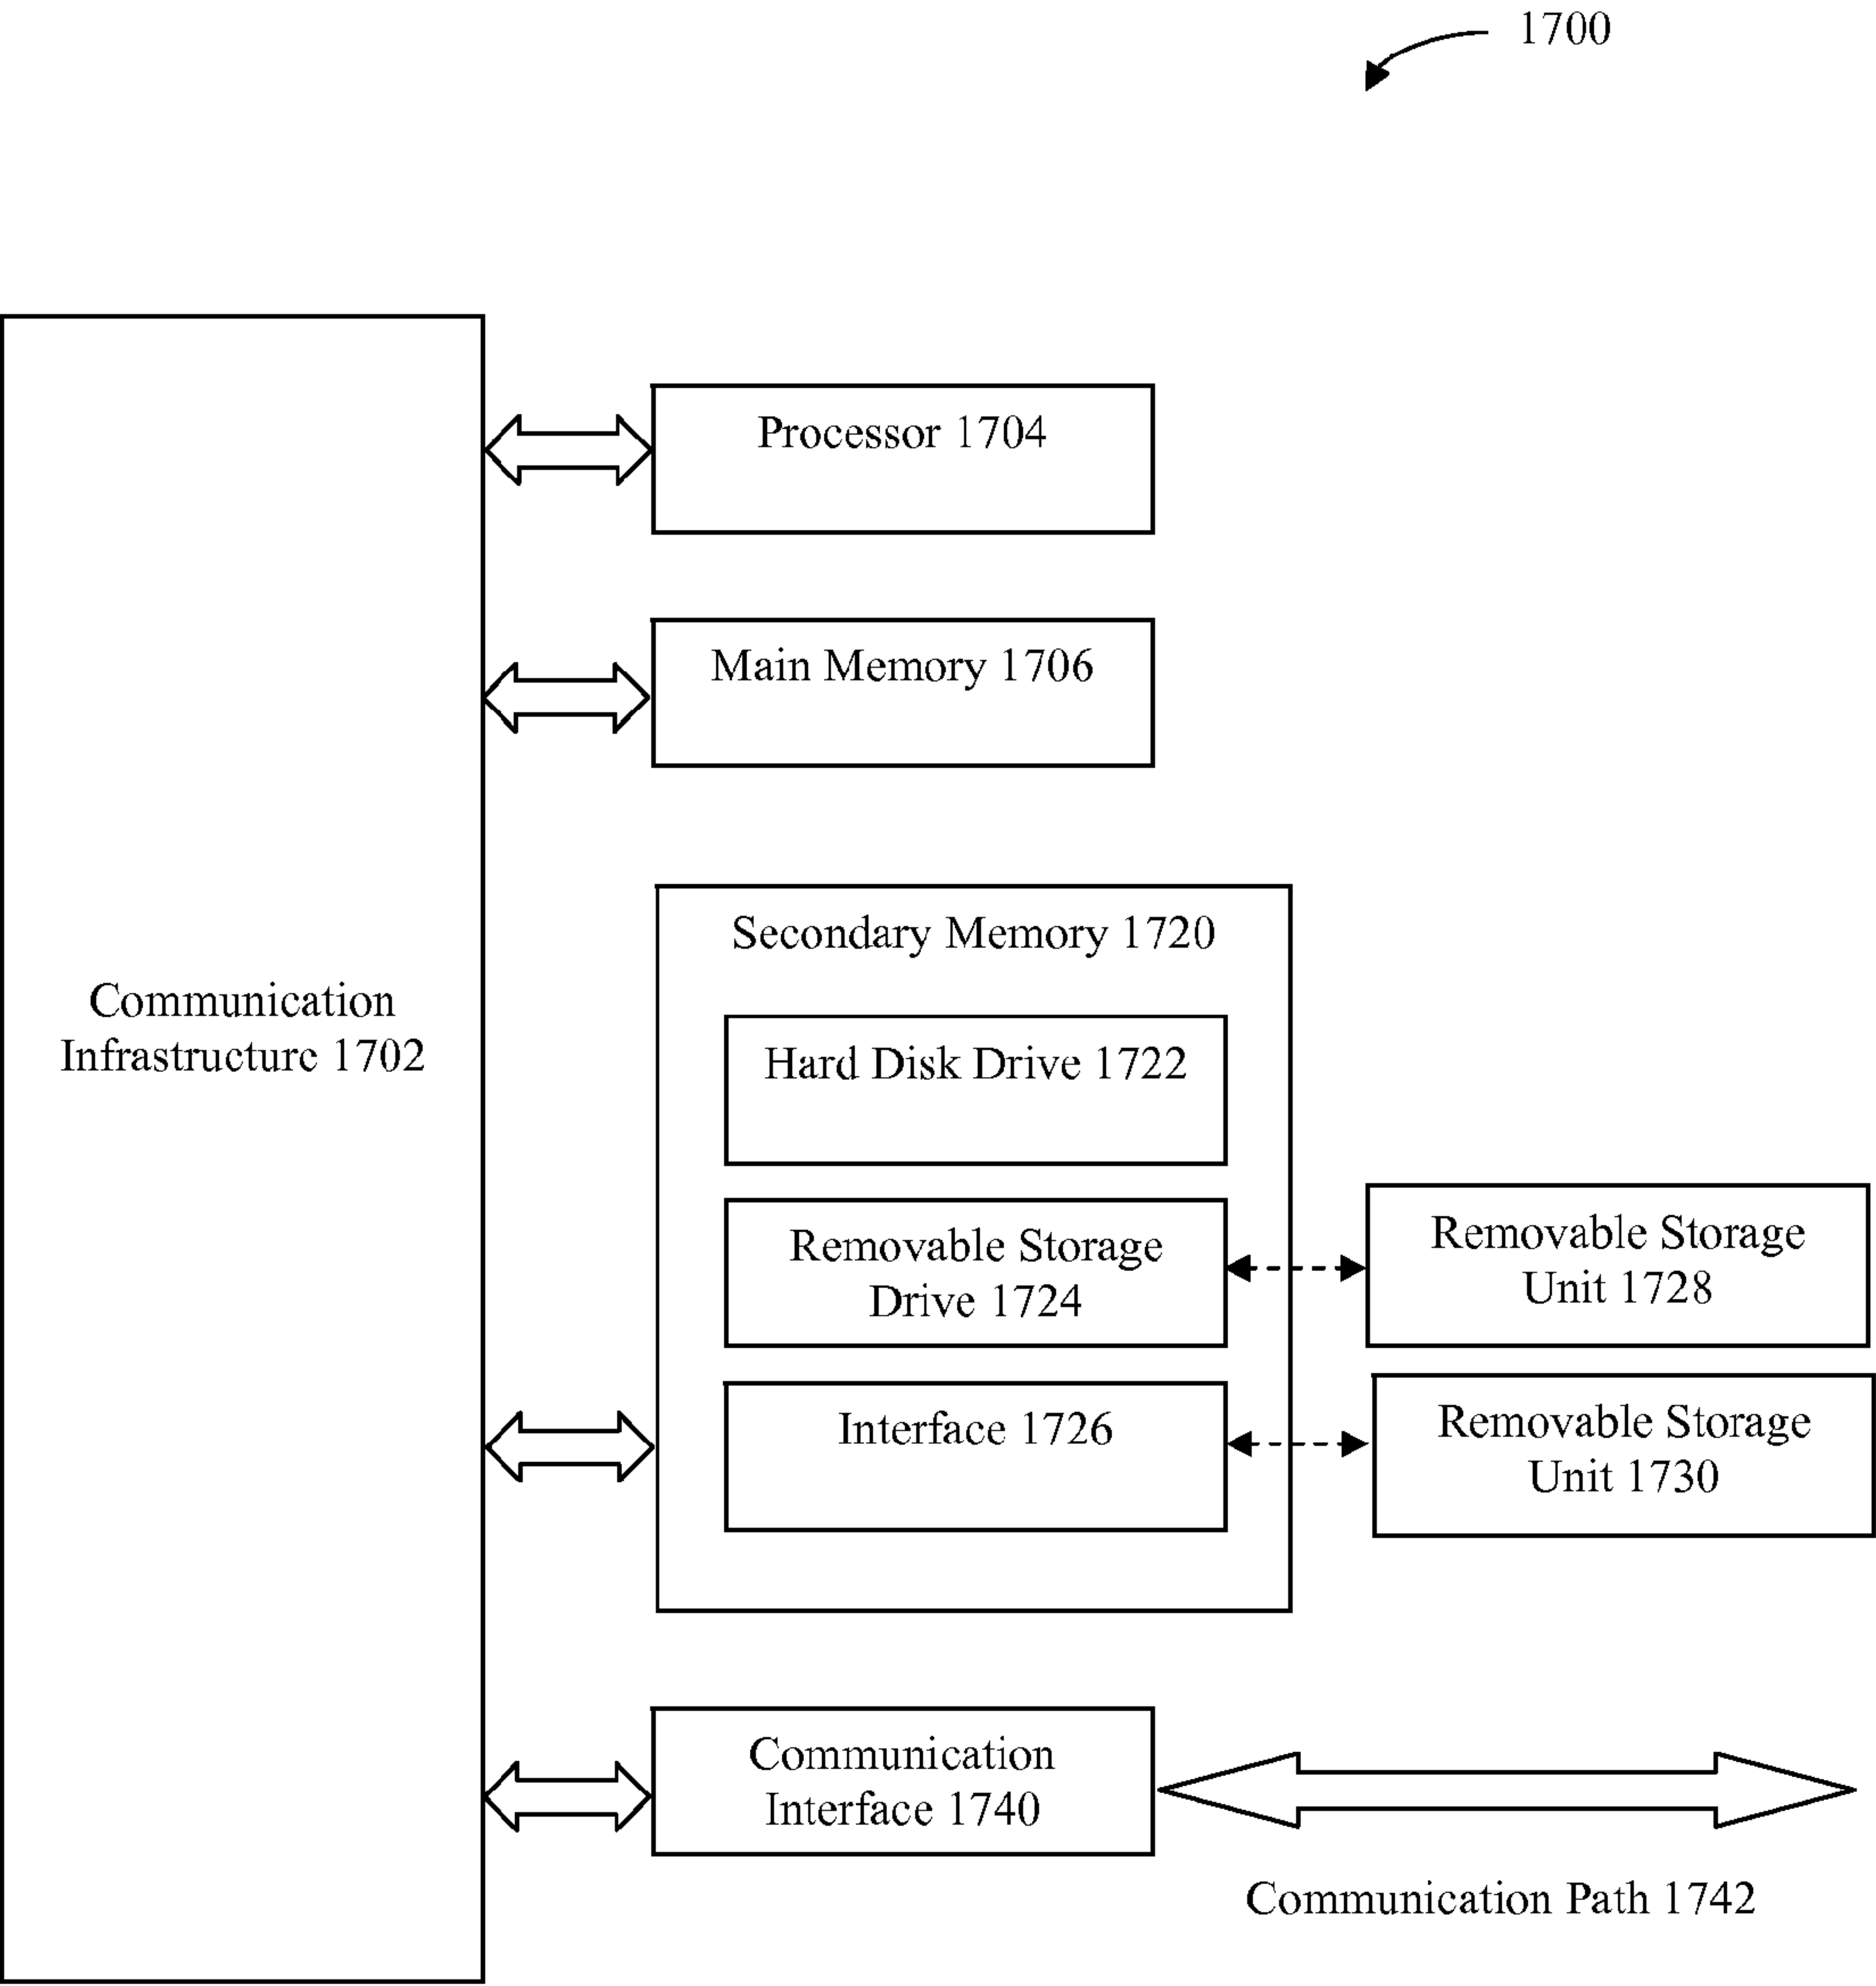 1700
Processor 1704
Main Memory 1706
Communication
Infrastructure 1702
Secondary Memory 1720
Hard Disk Drive 1722
Removable Storage
Drive 1724
Interface 1726
Removable Storage
Unit 1728
Removable Storage
Unit 1730
Communication
Interface 1740
Communication Path 1742